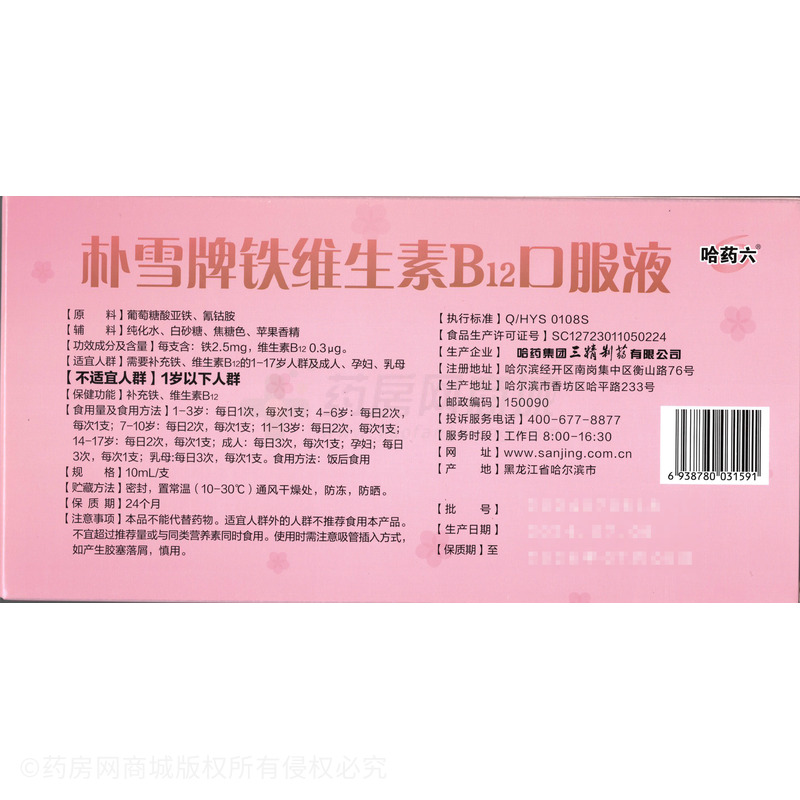 朴雪牌铁维生素B12口服液
哈药六®
【原 料】葡萄糖酸亚铁、氰钴胺
【辅 料】纯化水、白砂糖、焦糖色、苹果香精
【功效成分及含量】每支含：铁2.5mg，维生素B12 0.3μg。
【适宜人群】需要补充铁、维生素B12的1-17岁人群及成人、孕妇、乳母
【不适宜人群】1岁以下人群
【保健功能】补充铁、维生素B12
【食用量及食用方法】1-3岁：每日1次，每次1支；4-6岁：每日2次，
每次1支；7-10岁：每日2次，每次1支；11-13岁：每日2次，每次1支；
14-17岁：每日2次，每次1支；成人：每日3次，每次1支；孕妇：每日
3次，每次1支；乳母:每日3次，每次1支。食用方法：饭后食用
【规 格】10mL/支
【贮藏方法】密封，置常温（10-30℃）通风干燥处，防冻，防晒。
【保 质 期】24个月
【注意事项】本品不能代替药物。适宜人群外的人群不推荐食用本产品。
不宜超过推荐量或与同类营养素同时食用。使用时需注意吸管插入方式，
如产生胶塞落屑，慎用。
【执行标准】Q/HYS 0108S
【食品生产许可证号】SC12723011050224
【生产企业】哈药集团三精制药有限公司
【注册地址】哈尔滨经开区南岗集中区衡山路76号
【生产地址】哈尔滨市香坊区哈平路233号
【邮政编码】150090
【投诉服务电话】400-677-8877
【服务时段】工作日 8:00-16:30
【网 址】www.sanjing.com.cn
【产 地】黑龙江省哈尔滨市
【批 号】
【生产日期】
【保质期】至
6 938780 031591
©药房网商城版权所有侵权必究